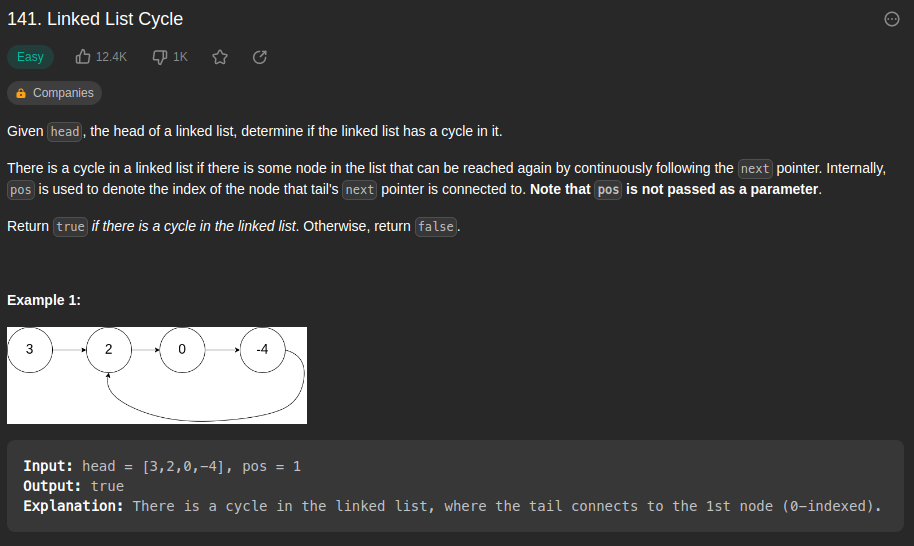 141. Linked List Cycle
Easy 12.4K 1K
Companies
Given head, the head of a linked list, determine if the linked list has a cycle in it.
There is a cycle in a linked list if there is some node in the list that can be reached again by continuously following the next pointer. Internally,
pos is used to denote the index of the node that tail's next pointer is connected to. Note that pos is not passed as a parameter.
Return true if there is a cycle in the linked list. Otherwise, return false.
Example 1:
3 2 0 -4
Input: head = [3,2,0,-4], pos = 1
Output: true
Explanation: There is a cycle in the linked list, where the tail connects to the 1st node (0-indexed).